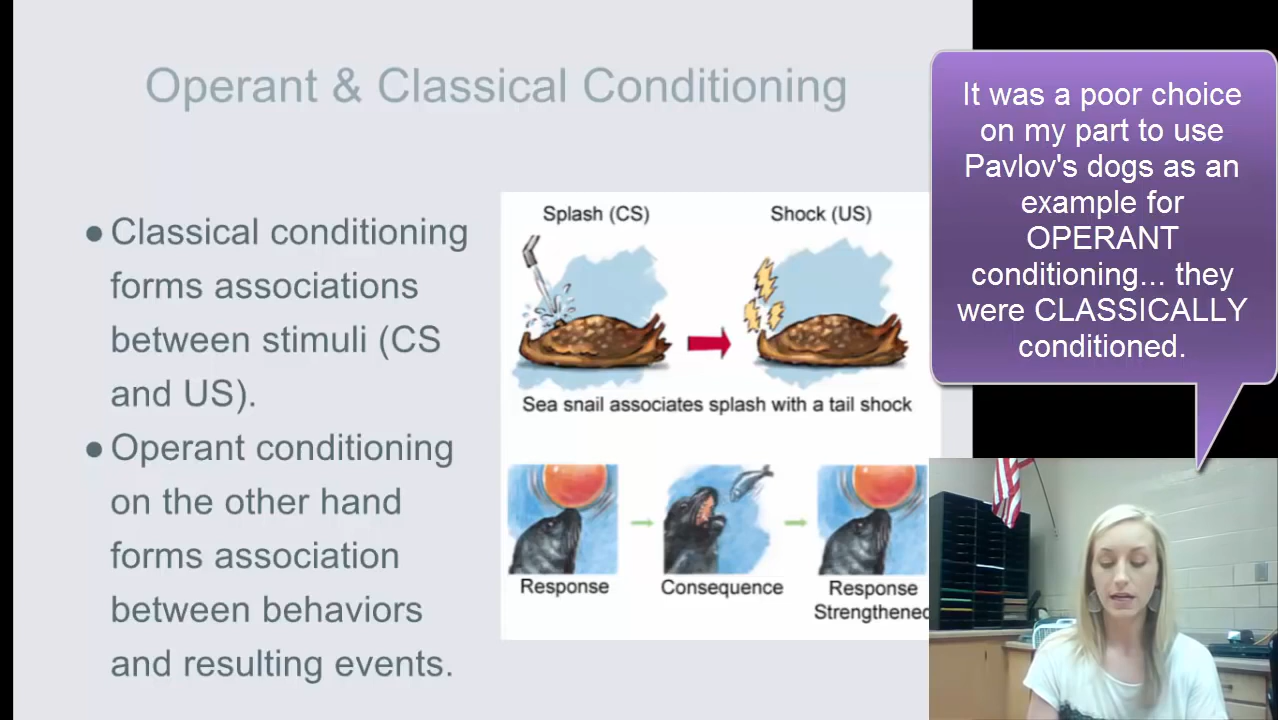 Operant & Classical Conditioning
● Classical conditioning
forms associations
between stimuli (CS
and US).
● Operant conditioning
on the other hand
forms association
between behaviors
and resulting events.
Splash (CS)
Shock (US)
Sea snail associates splash with a tail shock
Response
Consequence
Response
Strengthened
It was a poor choice
on my part to use
Pavlov's dogs as an
example for
OPERANT
conditioning... they
were CLASSICALLY
conditioned.